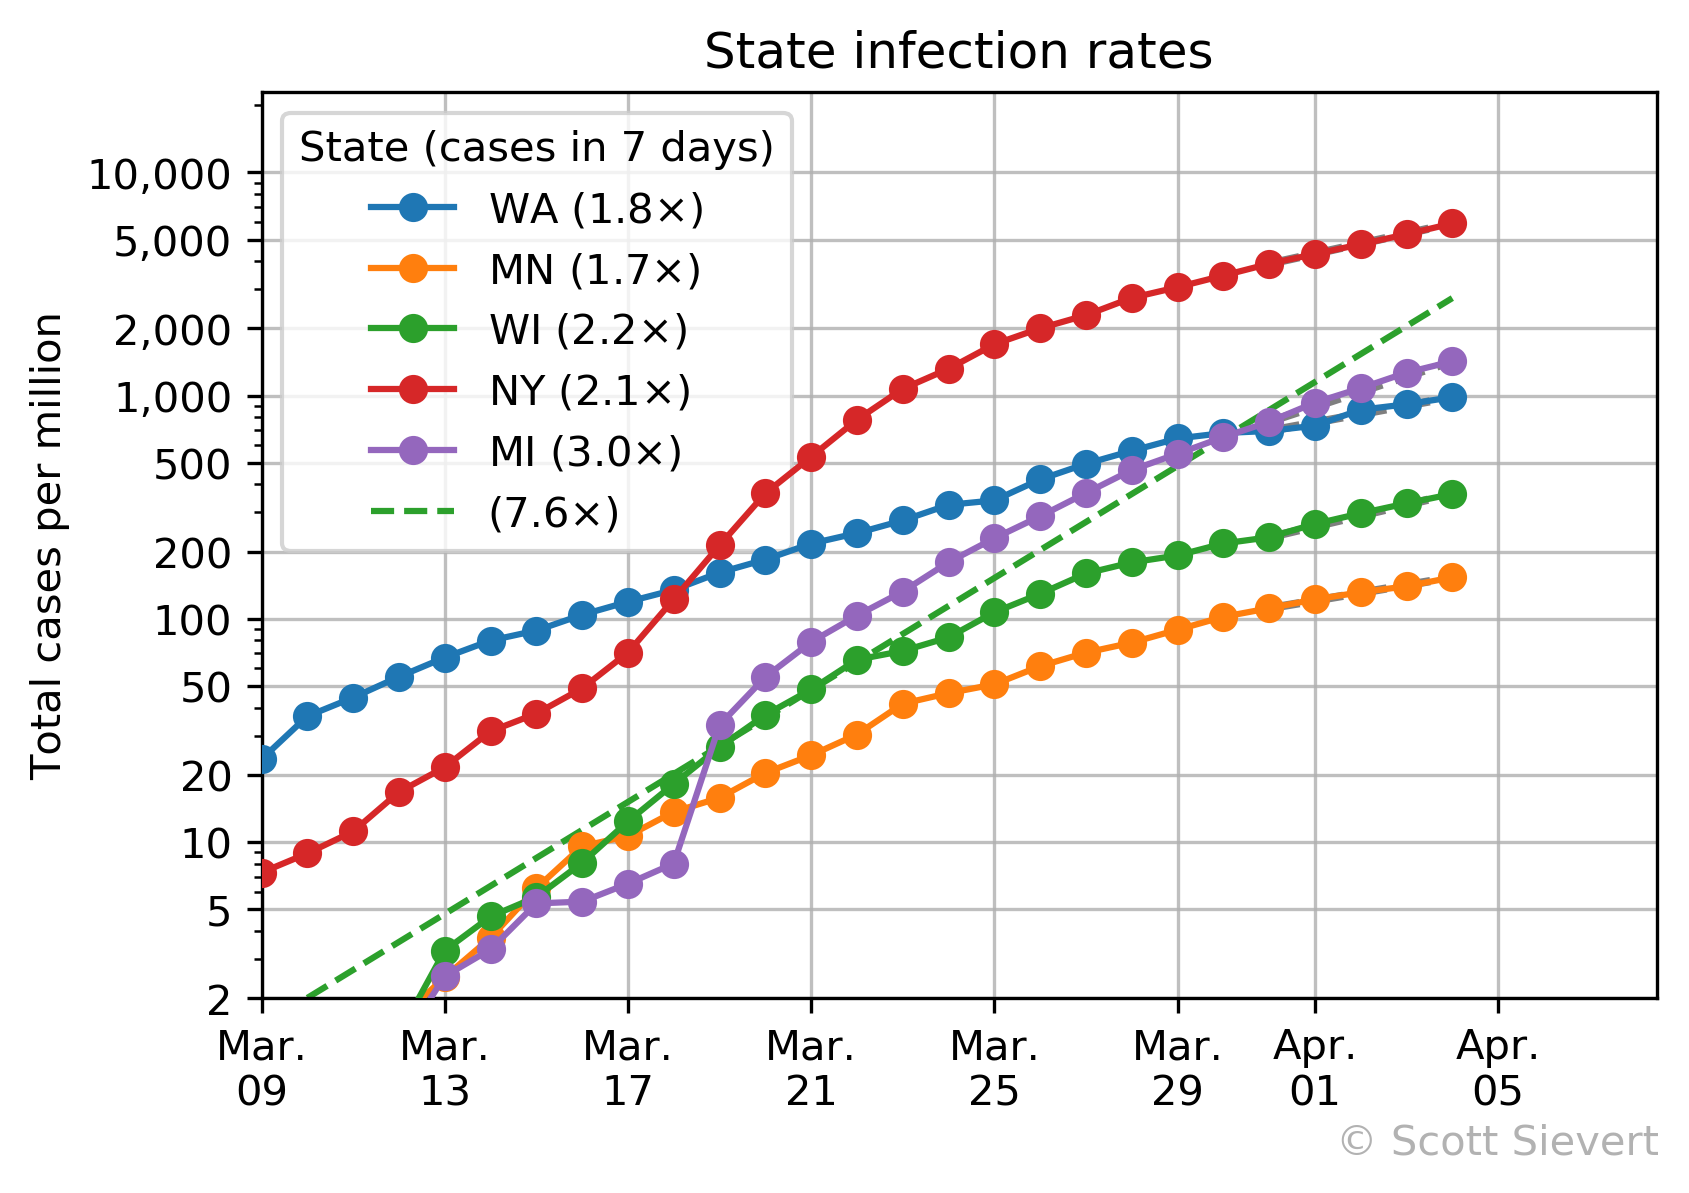 State infection rates
State (cases in 7 days)
WA (1.8×)
MN (1.7×)
WI (2.2×)
NY (2.1×)
MI (3.0×)
(7.6×)
Total cases per million
10,000
5,000
2,000
1,000
500
200
100
50
20
10
5
2
Mar. Mar. Mar. Mar. Mar. Mar. Apr. Apr.
09 13 17 21 25 29 01 05
© Scott Sievert